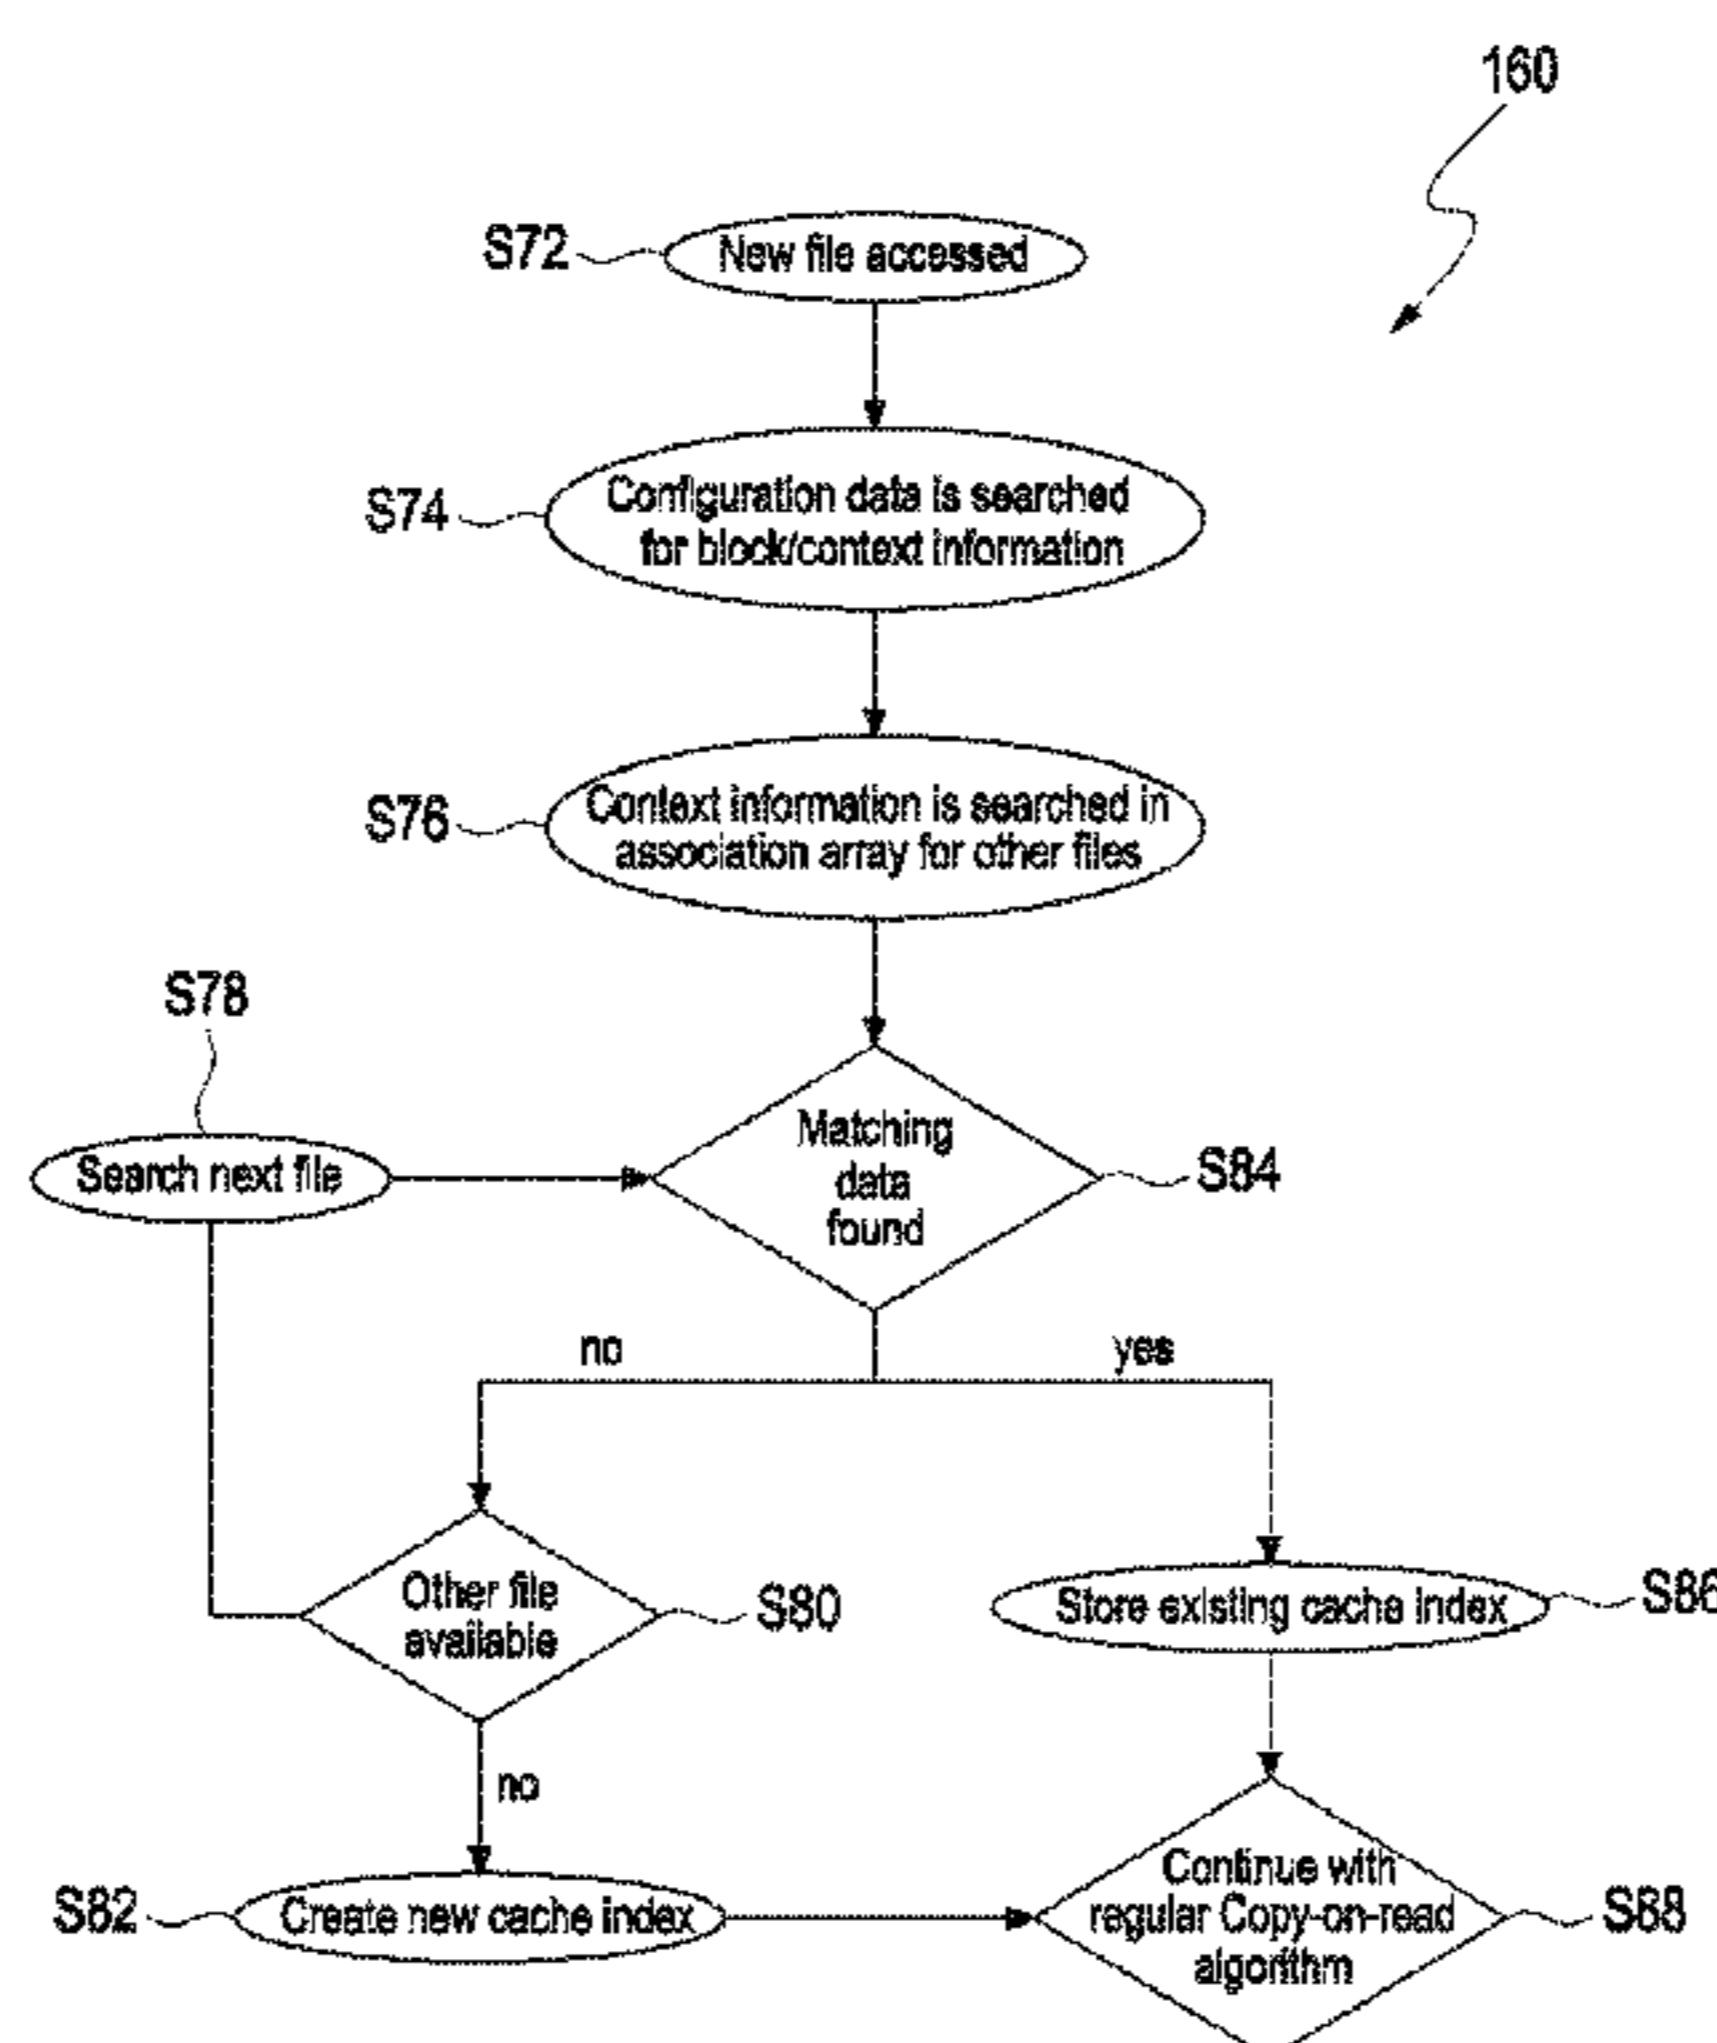 160
S72
New file accessed
S74
Configuration data is searched
for block/context information
S76
Context information is searched in
association array for other files
S78
Search next file
Matching
data
found
S84
no
yes
Other file
available
S80
Store existing cache index
S86
no
S82
Create new cache index
Continue with
regular Copy-on-read
algorithm
S88